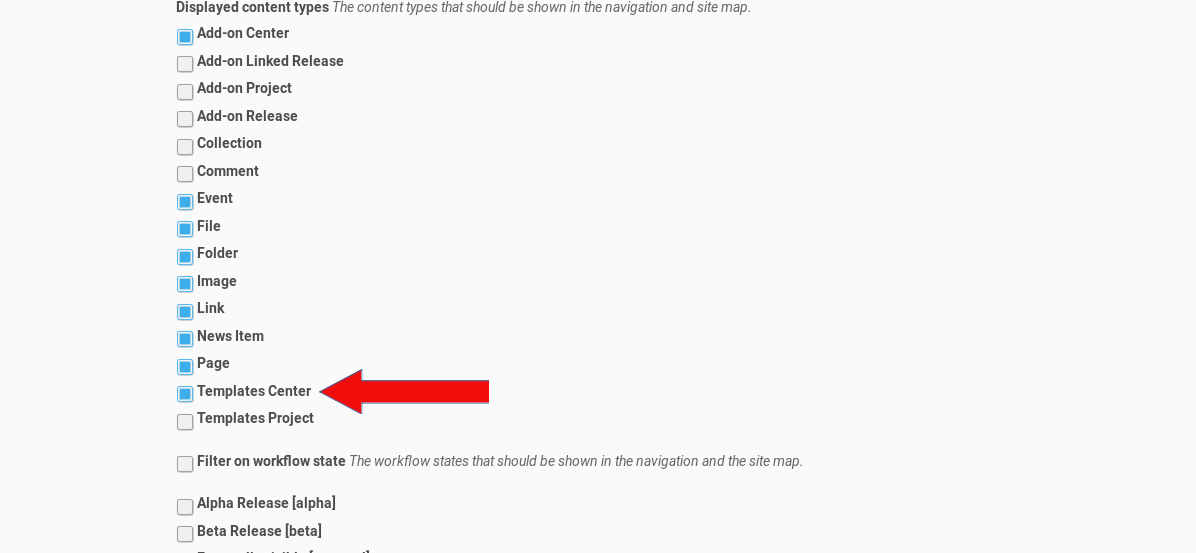 Displayed content types The content types that should be shown in the navigation and site map.
Add-on Center
Add-on Linked Release
Add-on Project
Add-on Release
Collection
Comment
Event
File
Folder
Image
Link
News Item
Page
Templates Center
Templates Project
Filter on workflow state The workflow states that should be shown in the navigation and the site map.
Alpha Release [alpha]
Beta Release [beta]